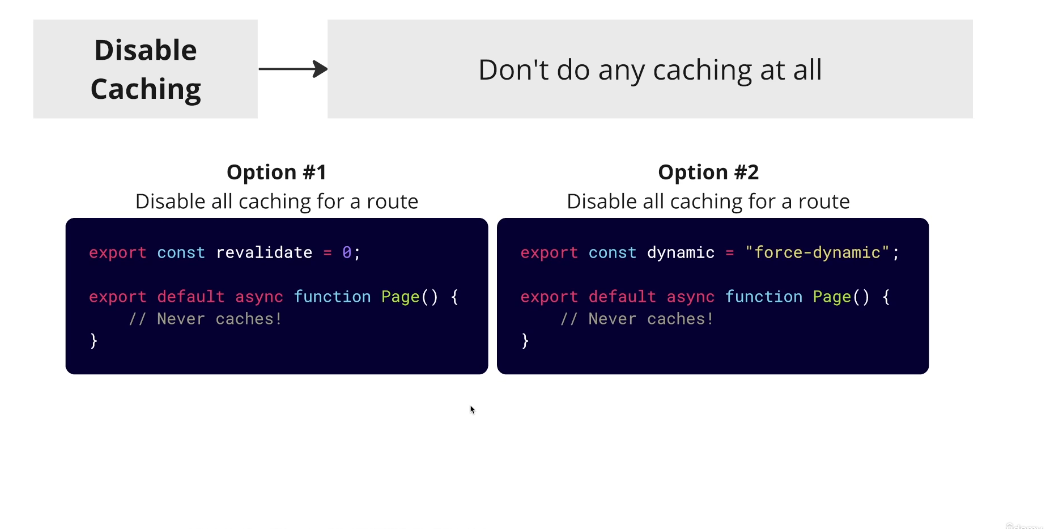 Disable
Caching
Don't do any caching at all
Option #1
Disable all caching for a route
export const revalidate = 0;
export default async function Page() {
// Never caches!
}
Option #2
Disable all caching for a route
export const dynamic = "force-dynamic";
export default async function Page() {
// Never caches!
}